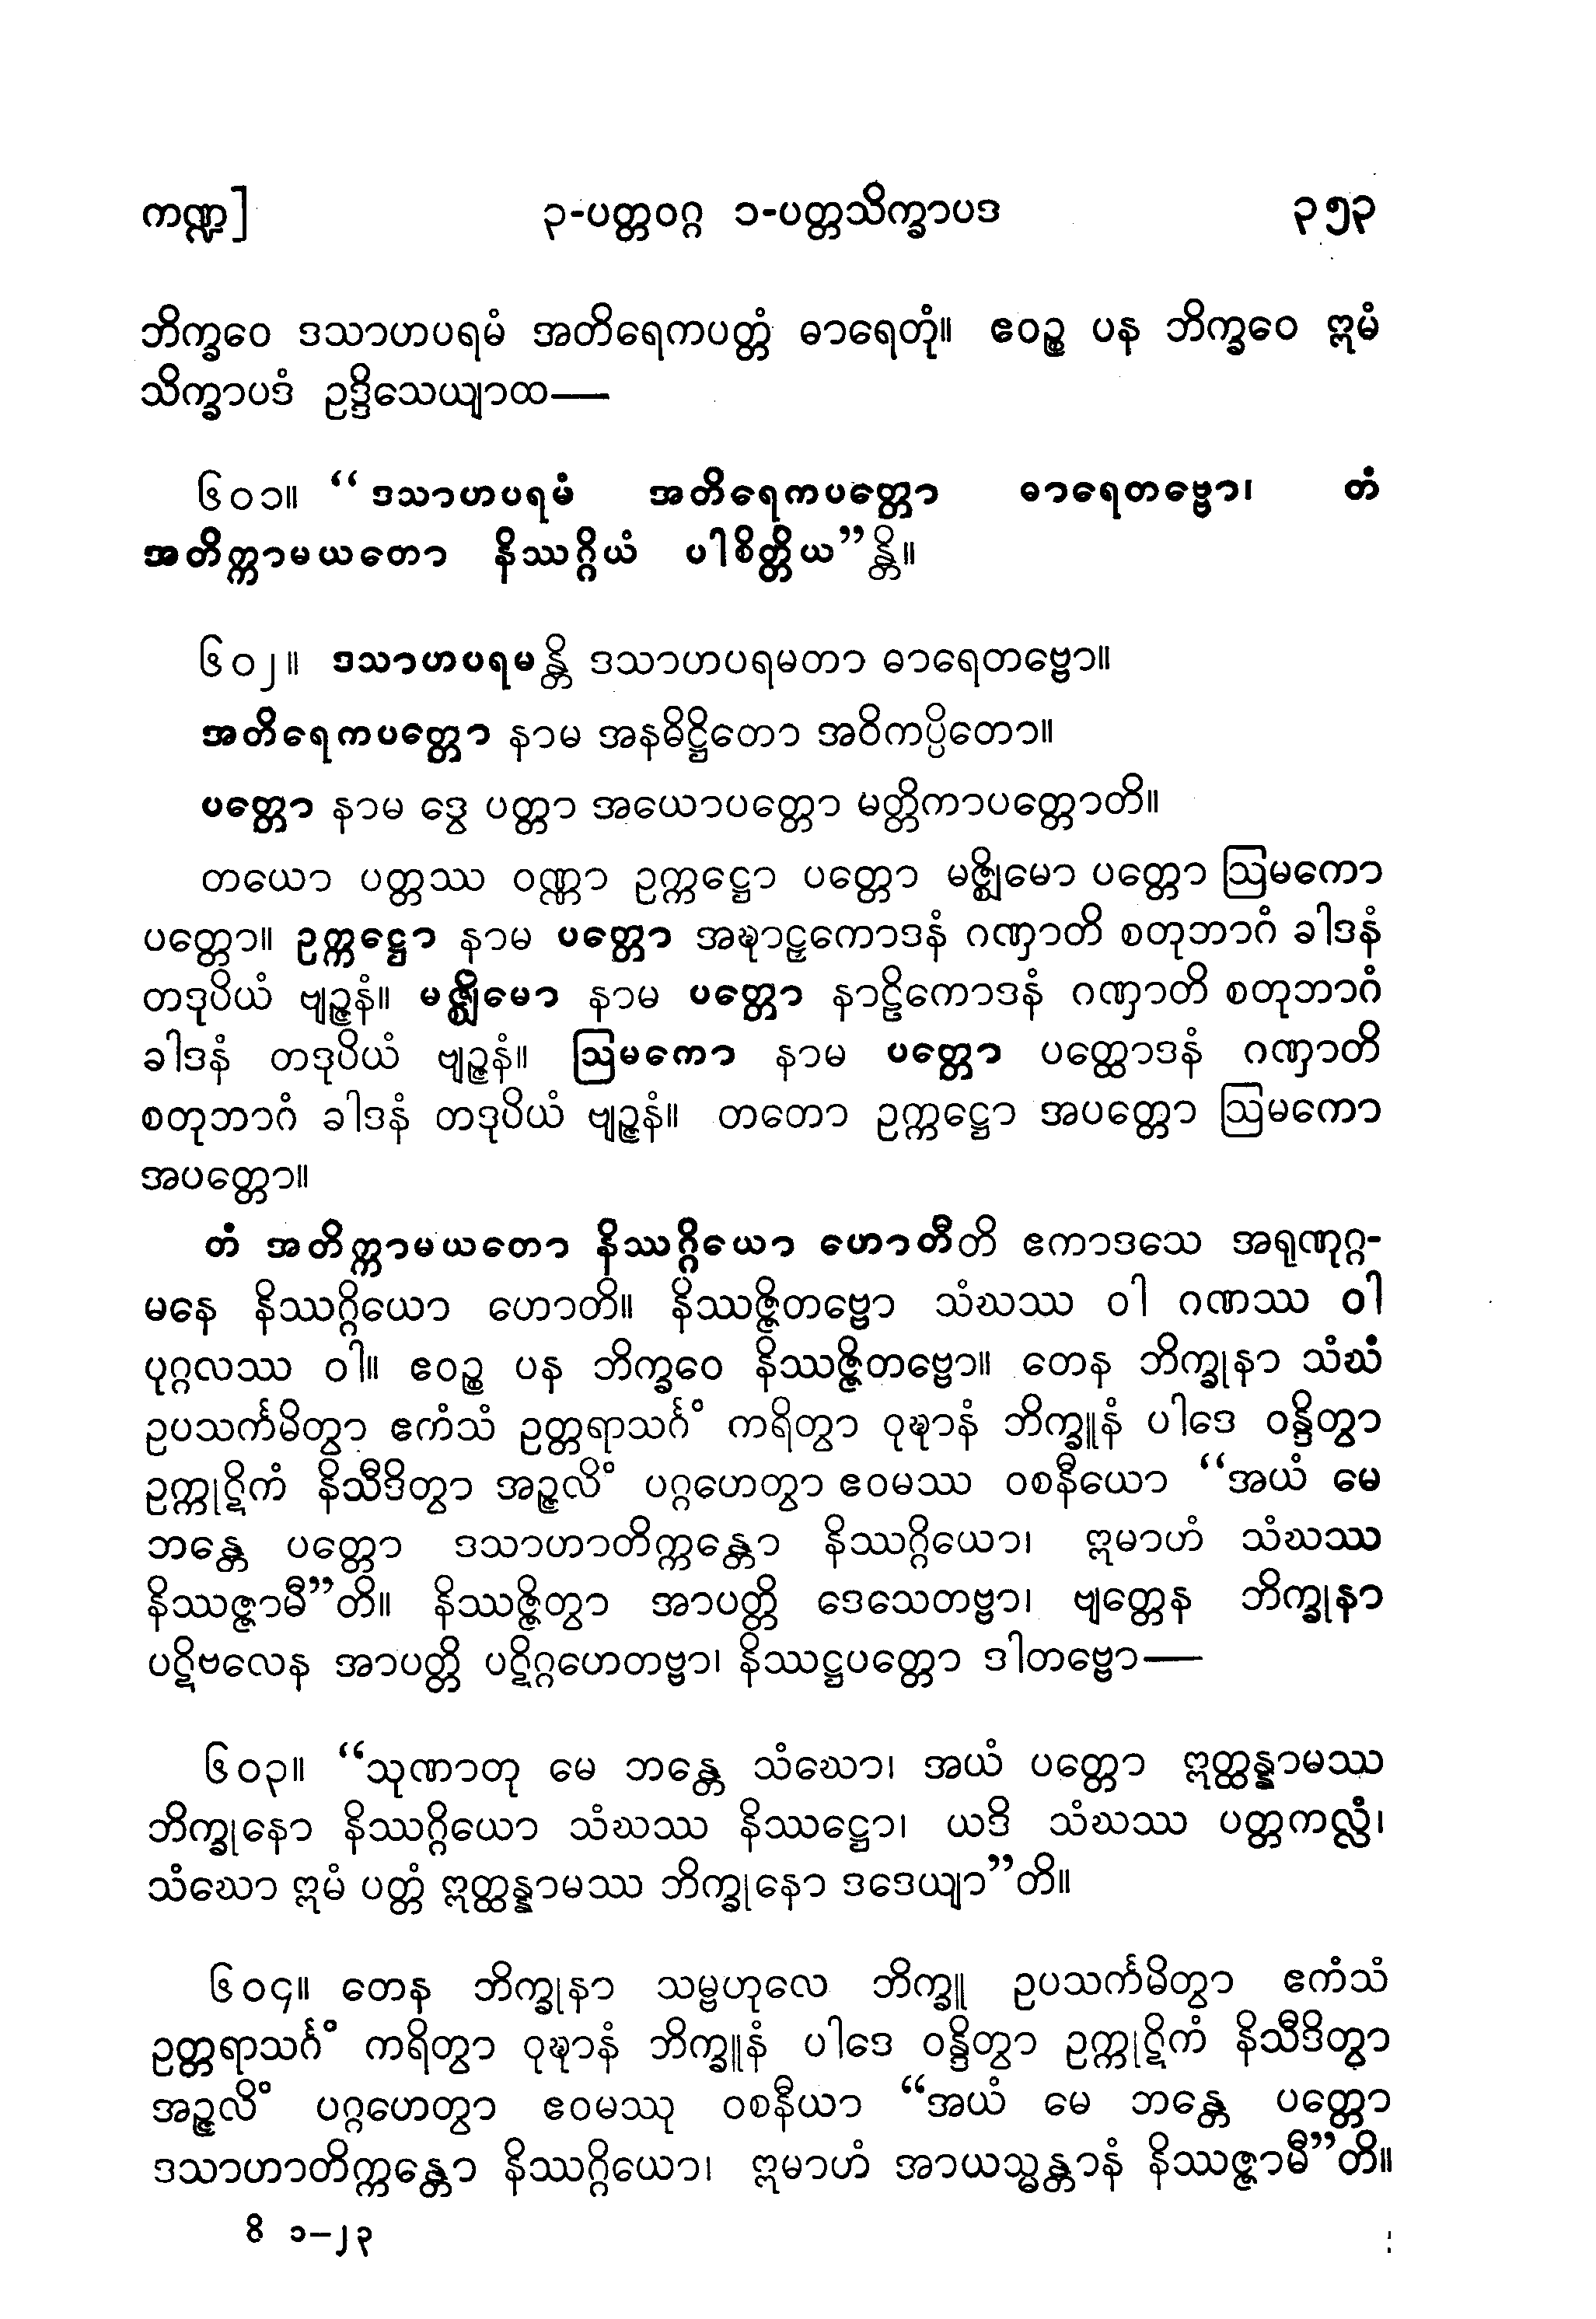 ကဏ္ဍ] ၃-ပတ္တဝဂ္ဂ ၁-ပတ္တသိက္ခာပဒ ၃၅၃
ဘိက္ခဝေ ဒသာဟပရမံ အတိရေကပတ္တံ ဓာရေတုံ။ ဧဝဉ္စ ပန ဘိက္ခဝေ ဣမံ
သိက္ခာပဒံ ဥဒ္ဒိသေယျာထ—
၆၀၁။ “ဒသာဟပရမံ အတိရေကပတ္တော ဓာရေတဗ္ဗော၊ တံ
အတိက္ကာမယတော နိဿဂ္ဂိယံ ပါစိတ္တိယ”န္တိ။
၆၀၂။ ဒသာဟပရမန္တိ ဒသာဟပရမတာ ဓာရေတဗ္ဗော။
အတိရေကပတ္တော နာမ အနဓိဋ္ဌိတော အဝိကပ္ပိတော။
ပတ္တော နာမ ဒွေ ပတ္တာ အယောပတ္တော မတ္တိကာပတ္တောတိ။
တယော ပတ္တဿ ဝဏ္ဏာ ဥက္ကဋ္ဌော ပတ္တော မဇ္ဈိမော ပတ္တော ဩမကော
ပတ္တော။ ဥက္ကဋ္ဌော နာမ ပတ္တော အဍ္ဎာဠှကောဒနံ ဂဏှာတိ စတုဘာဂံ ခါဒနံ
တဒုပိယံ ဗျဉ္ဇနံ။ မဇ္ဈိမော နာမ ပတ္တော နာဠိကောဒနံ ဂဏှာတိ စတုဘာဂံ
ခါဒနံ တဒုပိယံ ဗျဉ္ဇနံ။ ဩမကော နာမ ပတ္တော ပတ္ထောဒနံ ဂဏှာတိ
စတုဘာဂံ ခါဒနံ တဒုပိယံ ဗျဉ္ဇနံ။ တတော ဥက္ကဋ္ဌော အပတ္တော ဩမကော
အပတ္တော။
တံ အတိက္ကာမယတော နိဿဂ္ဂိယော ဟောတီတိ ဧကာဒသေ အရုဏုဂ္ဂ-
မနေ နိဿဂ္ဂိယော ဟောတိ။ နိဿဇ္ဇိတဗ္ဗော သံဃဿ ဝါ ဂဏဿ ဝါ
ပုဂ္ဂလဿ ဝါ။ ဧဝဉ္စ ပန ဘိက္ခဝေ နိဿဇ္ဇိတဗ္ဗော။ တေန ဘိက္ခုနာ သံဃံ
ဥပသင်္ကမိတွာ ဧကံသံ ဥတ္တရာသင်္ဂံ ကရိတွာ ဝုဍ္ဎာနံ ဘိက္ခူနံ ပါဒေ ဝန္ဒိတွာ
ဥက္ကုဋိကံ နိသီဒိတွာ အဉ္ဇလိံ ပဂ္ဂဟေတွာ ဧဝမဿ ဝစနီယော “အယံ မေ
ဘန္တေ ပတ္တော ဒသာဟာတိက္ကန္တော နိဿဂ္ဂိယော၊ ဣမာဟံ သံဃဿ
နိဿဇ္ဇာမီ”တိ။ နိဿဇ္ဇိတွာ အာပတ္တိ ဒေသေတဗ္ဗာ၊ ဗျတ္တေန ဘိက္ခုနာ
ပဋိဗလေန အာပတ္တိ ပဋိဂ္ဂဟေတဗ္ဗာ၊ နိဿဋ္ဌပတ္တော ဒါတဗ္ဗော—
၆၀၃။ “သုဏာတု မေ ဘန္တေ သံဃော၊ အယံ ပတ္တော ဣတ္ထန္နာမဿ
ဘိက္ခုနော နိဿဂ္ဂိယော သံဃဿ နိဿဋ္ဌော၊ ယဒိ သံဃဿ ပတ္တကလ္လံ၊
သံဃော ဣမံ ပတ္တံ ဣတ္ထန္နာမဿ ဘိက္ခုနော ဒဒေယျာ”တိ။
၆၀၄။ တေန ဘိက္ခုနာ သမ္ဗဟုလေ ဘိက္ခူ ဥပသင်္ကမိတွာ ဧကံသံ
ဥတ္တရာသင်္ဂံ ကရိတွာ ဝုဍ္ဎာနံ ဘိက္ခူနံ ပါဒေ ဝန္ဒိတွာ ဥက္ကုဋိကံ နိသီဒိတွာ
အဉ္ဇလိံ ပဂ္ဂဟေတွာ ဧဝမဿု ဝစနီယာ “အယံ မေ ဘန္တေ ပတ္တော
ဒသာဟာတိက္ကန္တော နိဿဂ္ဂိယော၊ ဣမာဟံ အာယသ္မန္တာနံ နိဿဇ္ဇာမီ”တိ။
ဝိ ၁–၂၃